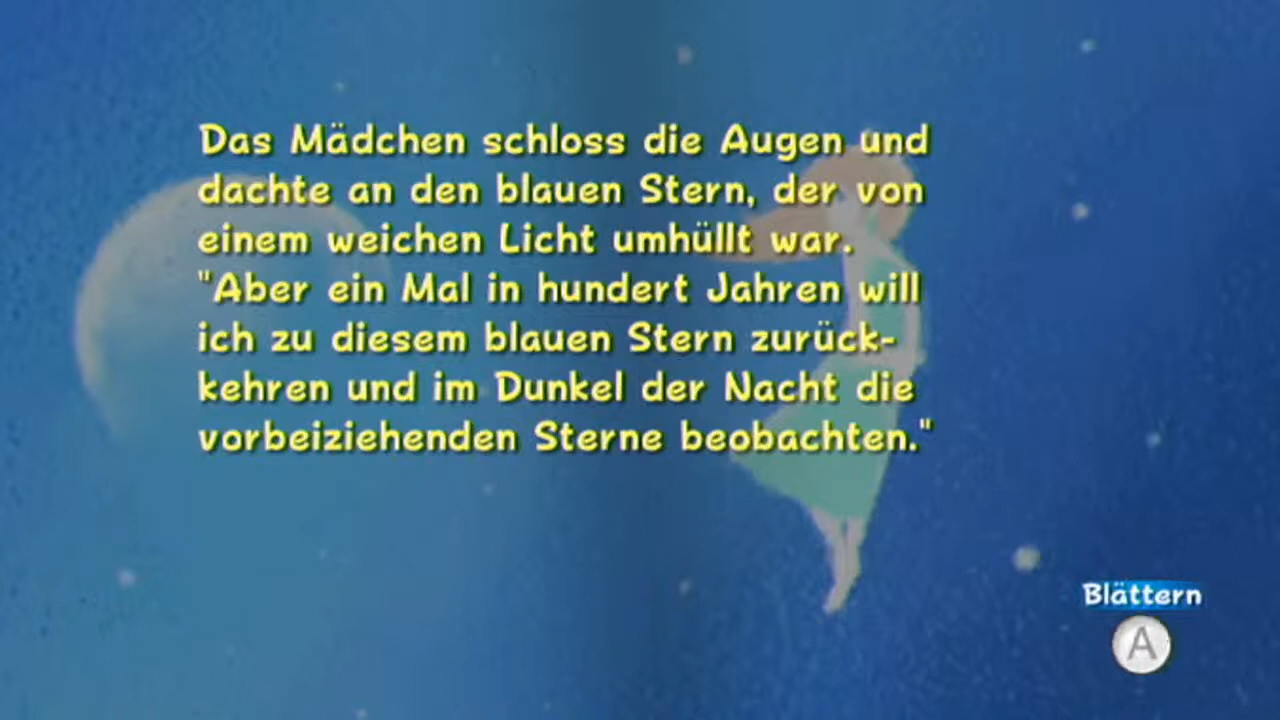 Das Mädchen schloss die Augen und
dachte an den blauen Stern, der von
einem weichen Licht umhüllt war.
"Aber ein Mal in hundert Jahren will
ich zu diesem blauen Stern zurück-
kehren und im Dunkel der Nacht die
vorbeiziehenden Sterne beobachten."
Blättern
A